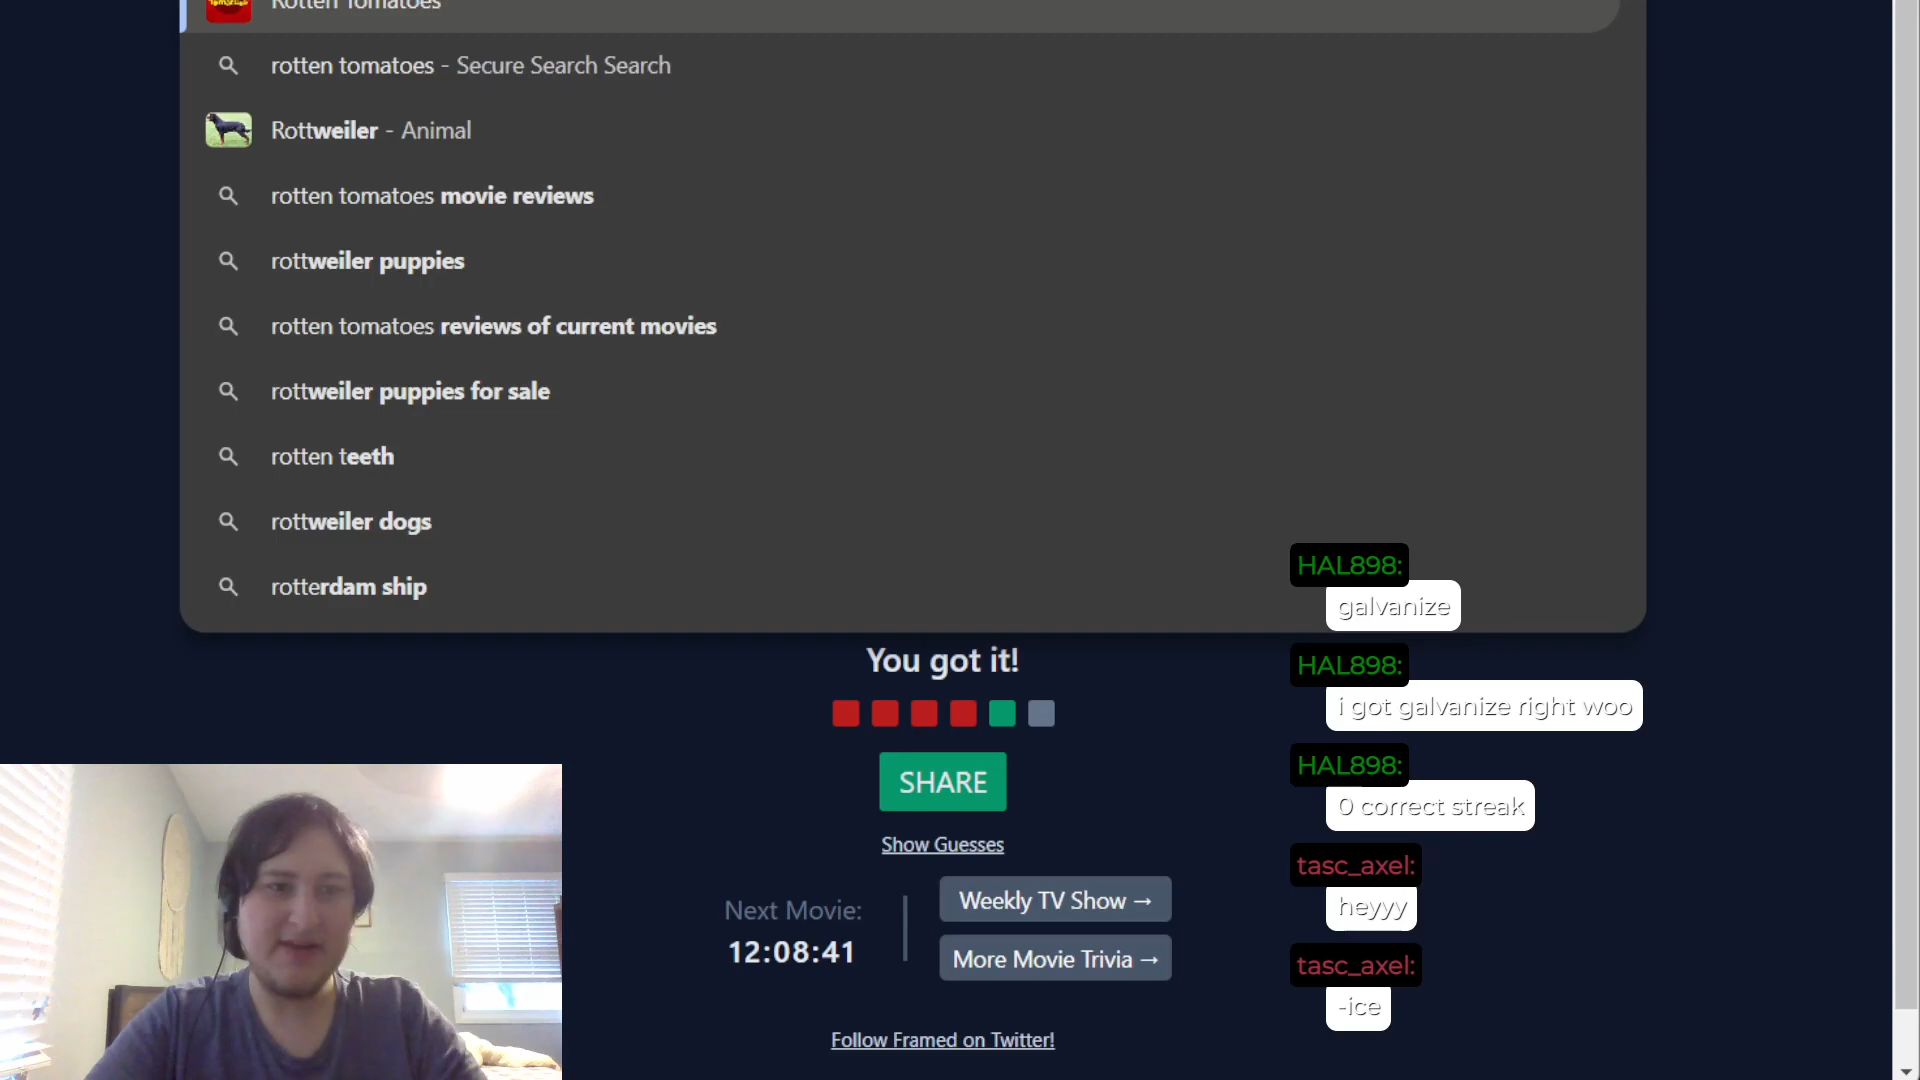 Rotten Tomatoes
rotten tomatoes - Secure Search Search
Rottweiler - Animal
rotten tomatoes movie reviews
rottweiler puppies
rotten tomatoes reviews of current movies
rottweiler puppies for sale
rotten teeth
rottweiler dogs
rotterdam ship
You got it!
SHARE
Show Guesses
Next Movie:
12:08:41
Weekly TV Show →
More Movie Trivia →
Follow Framed on Twitter!
HAL898:
galvanize
HAL898:
i got galvanize right woo
HAL898:
0 correct streak
tasc_axel:
heyyy
tasc_axel:
-ice